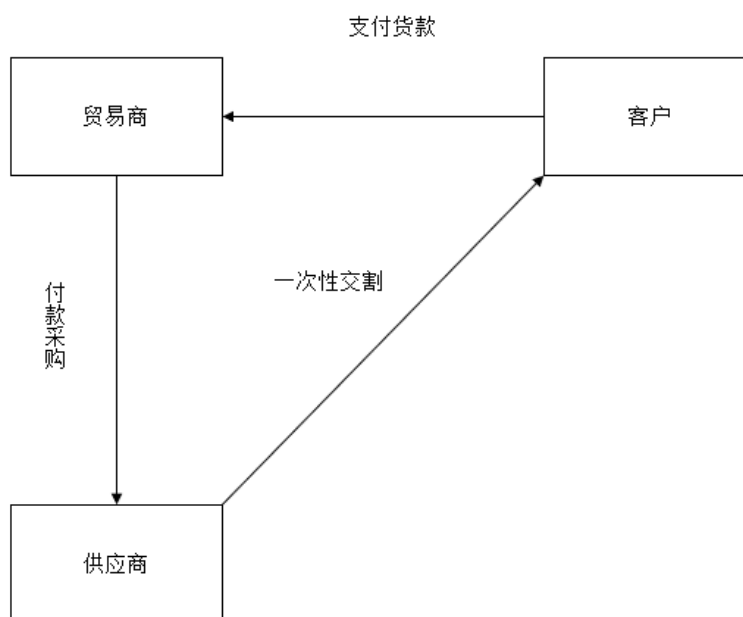 支付货款
贸易商
客户
一次性交割
付款采购
供应商